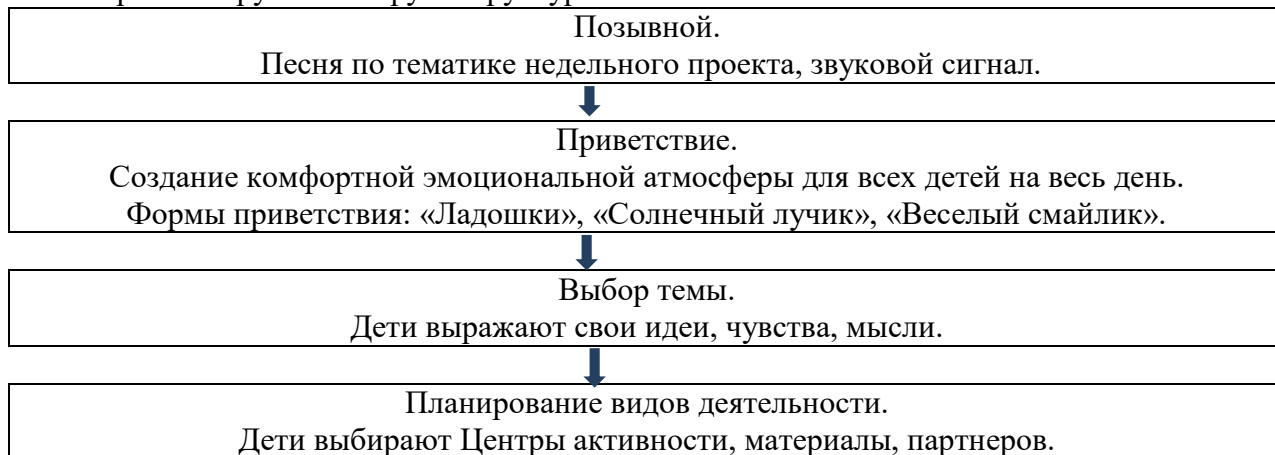 Позывной.
Песня по тематике недельного проекта, звуковой сигнал.
Приветствие.
Создание комфортной эмоциональной атмосферы для всех детей на весь день.
Формы приветствия: «Ладошки», «Солнечный лучик», «Веселый смайлик».
Выбор темы.
Дети выражают свои идеи, чувства, мысли.
Планирование видов деятельности.
Дети выбирают Центры активности, материалы, партнеров.